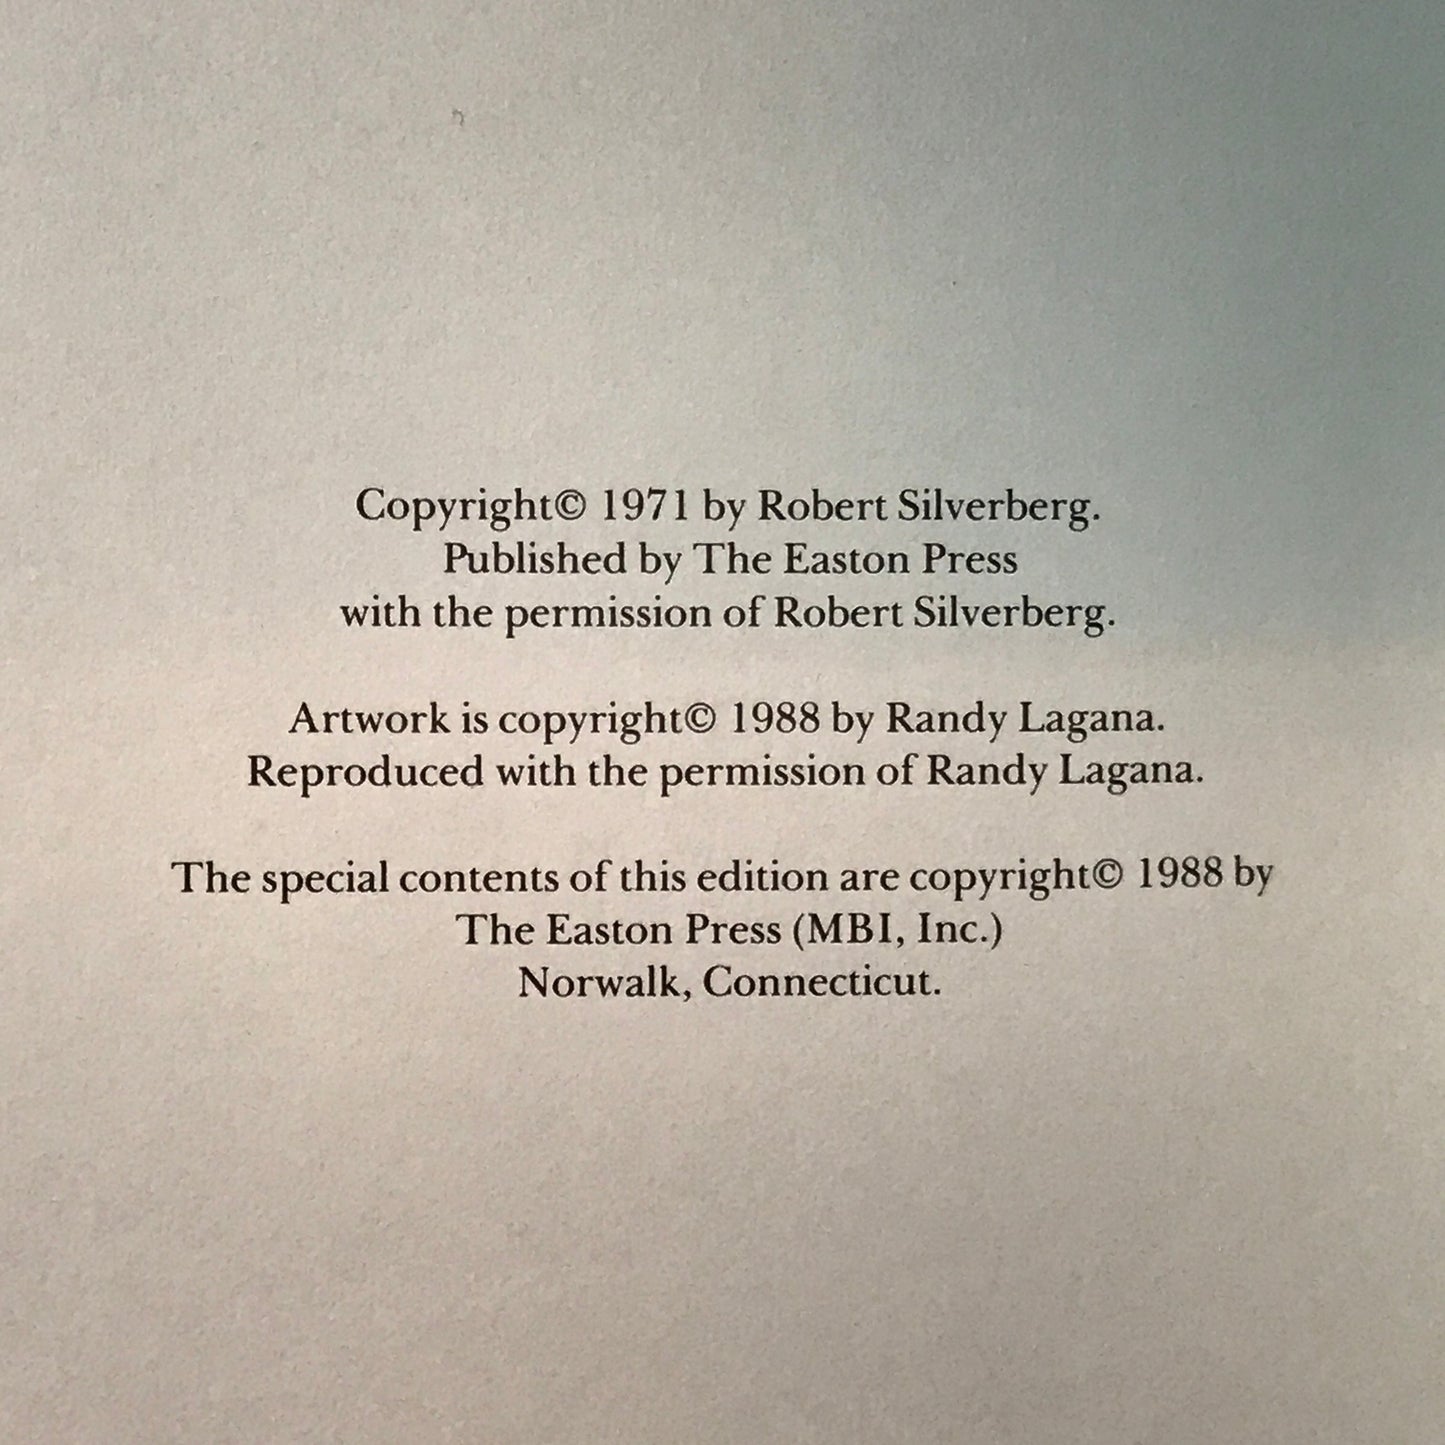 Copyright© 1971 by Robert Silverberg.
Published by The Easton Press
with the permission of Robert Silverberg.
Artwork is copyright© 1988 by Randy Lagana.
Reproduced with the permission of Randy Lagana.
The special contents of this edition are copyright© 1988 by
The Easton Press (MBI, Inc.)
Norwalk, Connecticut.